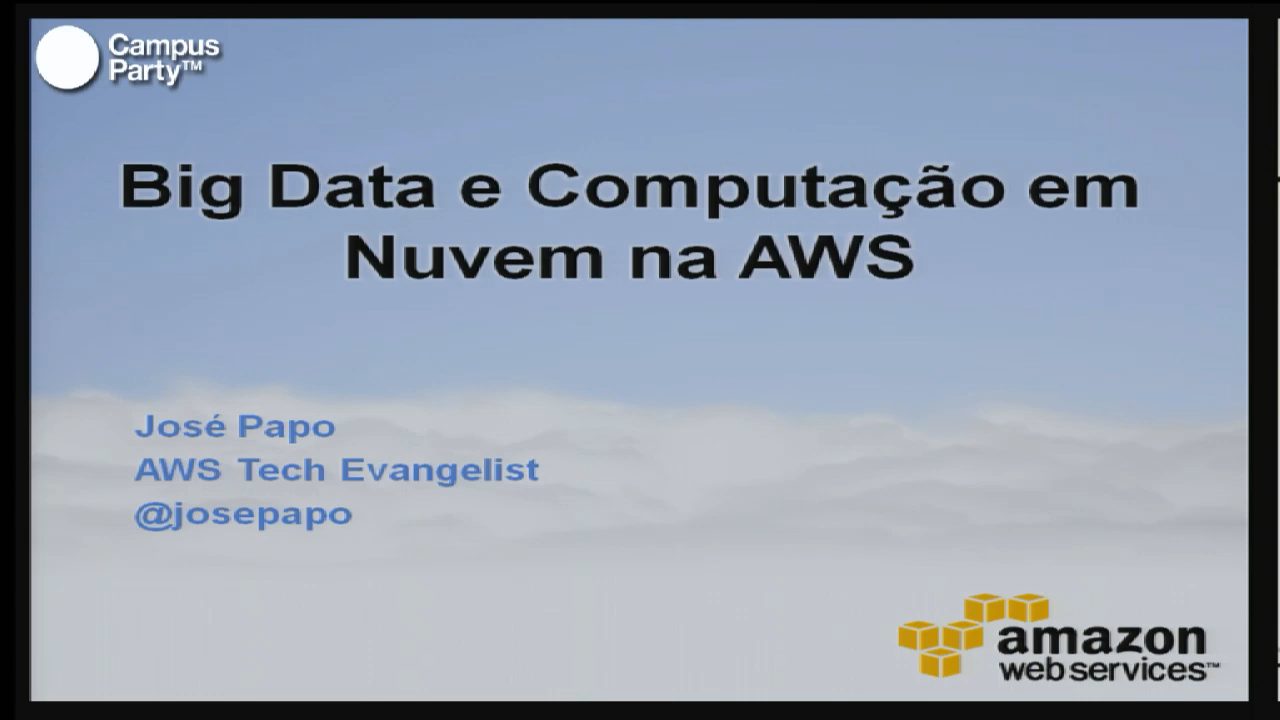 Campus
Party™
Big Data e Computação em
Nuvem na AWS
José Papo
AWS Tech Evangelist
@josepapo
amazon
web services™